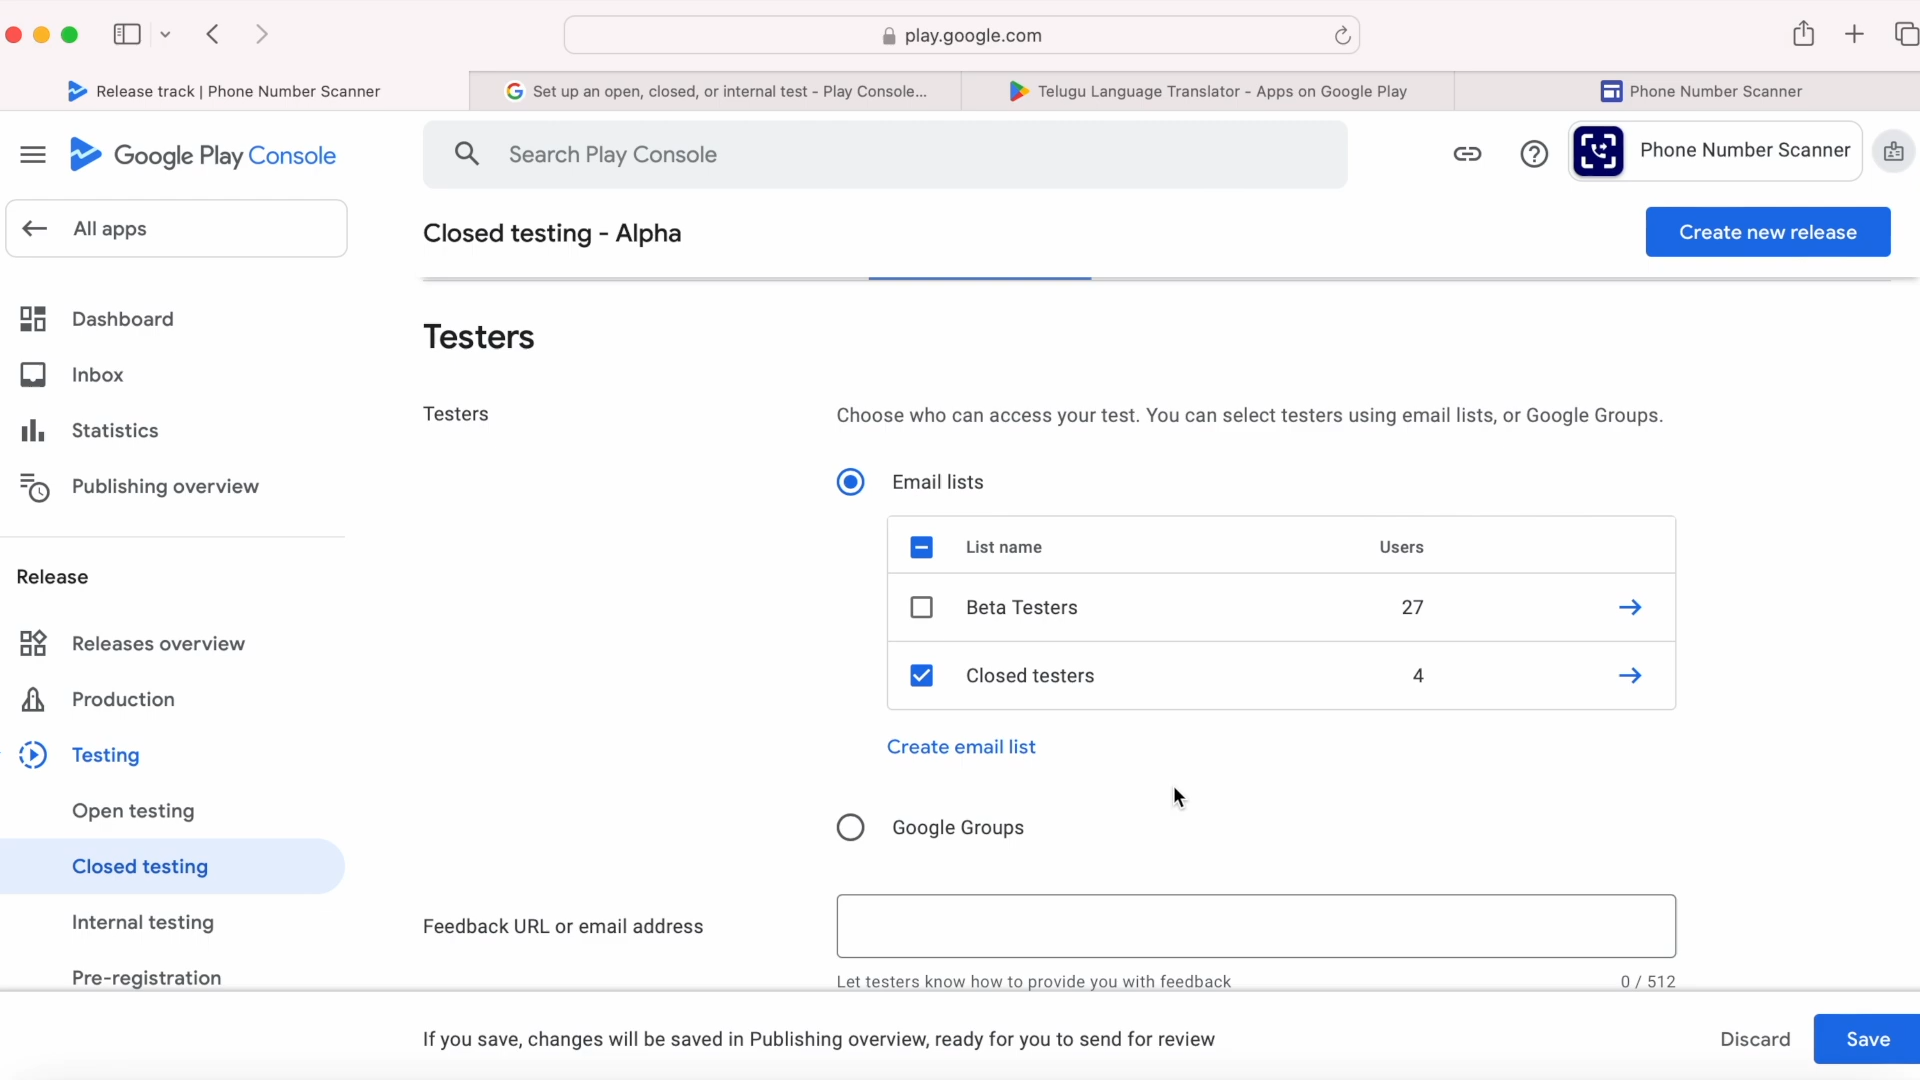 play.google.com
Release track | Phone Number Scanner
Set up an open, closed, or internal test - Play Console...
Telugu Language Translator - Apps on Google Play
Phone Number Scanner
Google Play Console
Search Play Console
Phone Number Scanner
All apps
Closed testing - Alpha
Create new release
Dashboard
Inbox
Statistics
Publishing overview
Release
Releases overview
Production
Testing
Open testing
Closed testing
Internal testing
Pre-registration
Testers
Testers
Choose who can access your test. You can select testers using email lists, or Google Groups.
Email lists
List name Users
Beta Testers 27
Closed testers 4
Create email list
Google Groups
Feedback URL or email address
Let testers know how to provide you with feedback 0 / 512
If you save, changes will be saved in Publishing overview, ready for you to send for review
Discard
Save